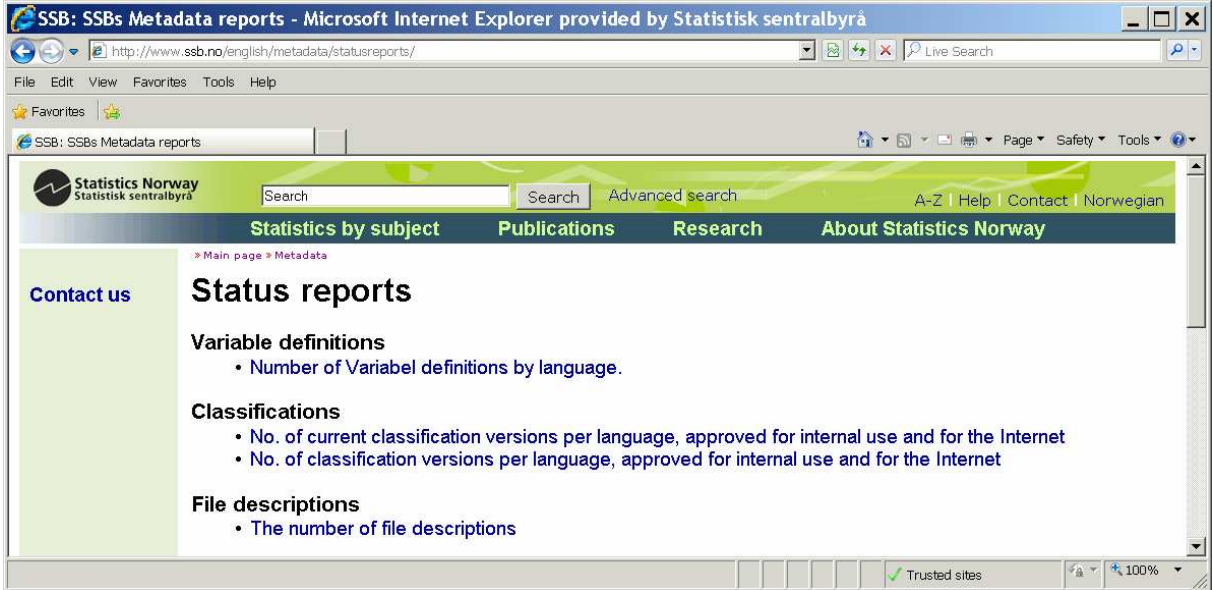 SSB: SSBs Metadata reports - Microsoft Internet Explorer provided by Statistisk sentralbyrå
http://www.ssb.no/english/metadata/statusreports/
Live Search
File Edit View Favorites Tools Help
Favorites
SSB: SSBs Metadata reports
Page Safety Tools
Statistics Norway
Statistisk sentralbyrå
Search
Search
Advanced search
A-Z | Help | Contact | Norwegian
Statistics by subject Publications Research About Statistics Norway
» Main page » Metadata
Contact us
Status reports
Variable definitions
• Number of Variabel definitions by language.
Classifications
• No. of current classification versions per language, approved for internal use and for the Internet
• No. of classification versions per language, approved for internal use and for the Internet
File descriptions
• The number of file descriptions
Trusted sites
100%